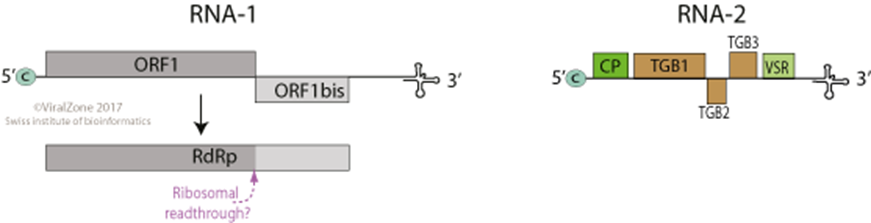 RNA-1
RNA-2
ORF1
5' C
3'
ORF1bis
©ViralZone 2017
Swiss institute of bioinformatics
RdRp
Ribosomal
readthrough?
TGB3
5' C CP TGB1 VSR 3'
TGB2